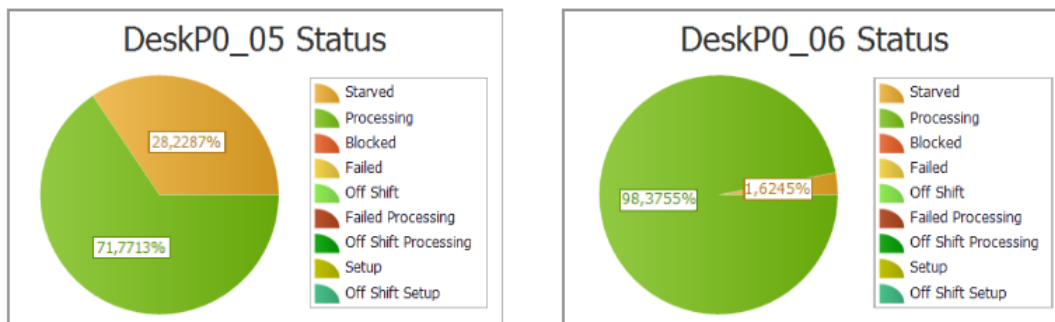 DeskP0_05 Status
28,2287%
71,7713%
Starved
Processing
Blocked
Failed
Off Shift
Failed Processing
Off Shift Processing
Setup
Off Shift Setup
DeskP0_06 Status
98,3755%
1,6245%
Starved
Processing
Blocked
Failed
Off Shift
Failed Processing
Off Shift Processing
Setup
Off Shift Setup